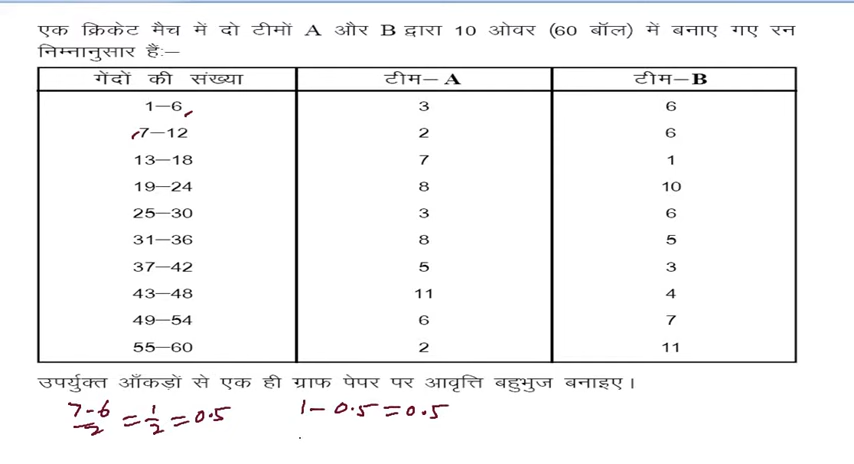 एक क्रिकेट मैच में दो टीमों A और B द्वारा 10 ओवर (60 बॉल) में बनाए गए रन
निम्नानुसार हैं:–
गेंदों की संख्या टीम– A टीम– B
1–6 3 6
7–12 2 6
13–18 7 1
19–24 8 10
25–30 3 6
31–36 8 5
37–42 5 3
43–48 11 4
49–54 6 7
55–60 2 11
उपर्युक्त आँकड़ों से एक ही ग्राफ पेपर पर आवृत्ति बहुभुज बनाइए।
7-6/2 = 1/2 = 0.5 1 - 0.5 = 0.5